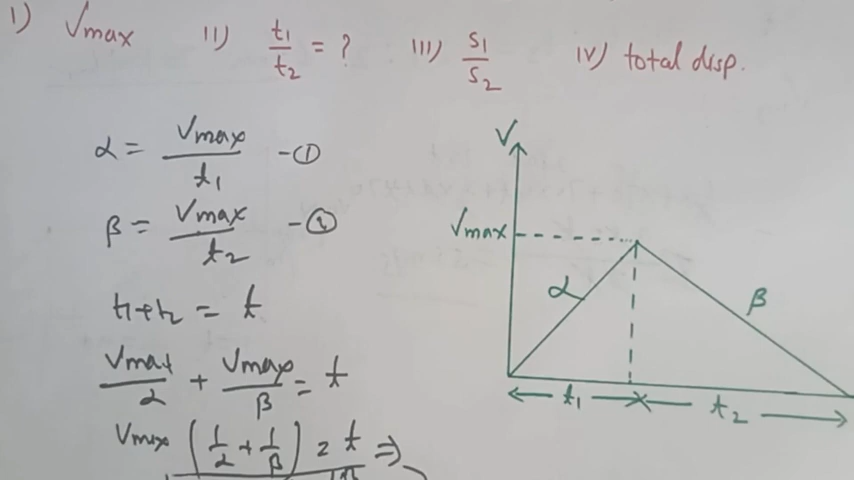 I) Vmax II) t₁/t₂ = ? III) S₁/S₂ IV) total disp.
α = Vmax/t₁ -①
β = Vmax/t₂ -②
t₁+t₂ = t
Vmax/α + Vmax/β = t
Vmax (1/α + 1/β) = t ⇒
V
Vmax
α
β
t₁
t₂